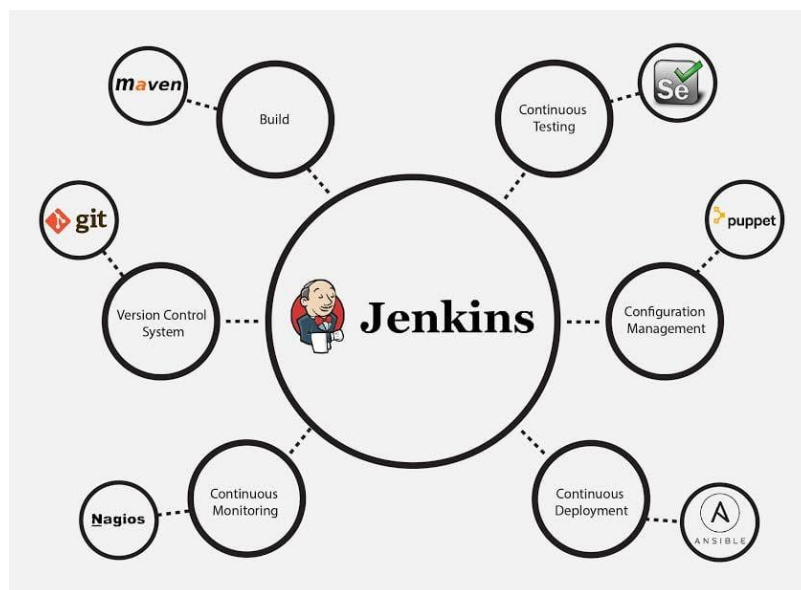 maven
Build
Continuous
Testing
Se
git
puppet
Version Control
System
Jenkins
Configuration
Management
Nagios
Continuous
Monitoring
Continuous
Deployment
A
ANSIBLE